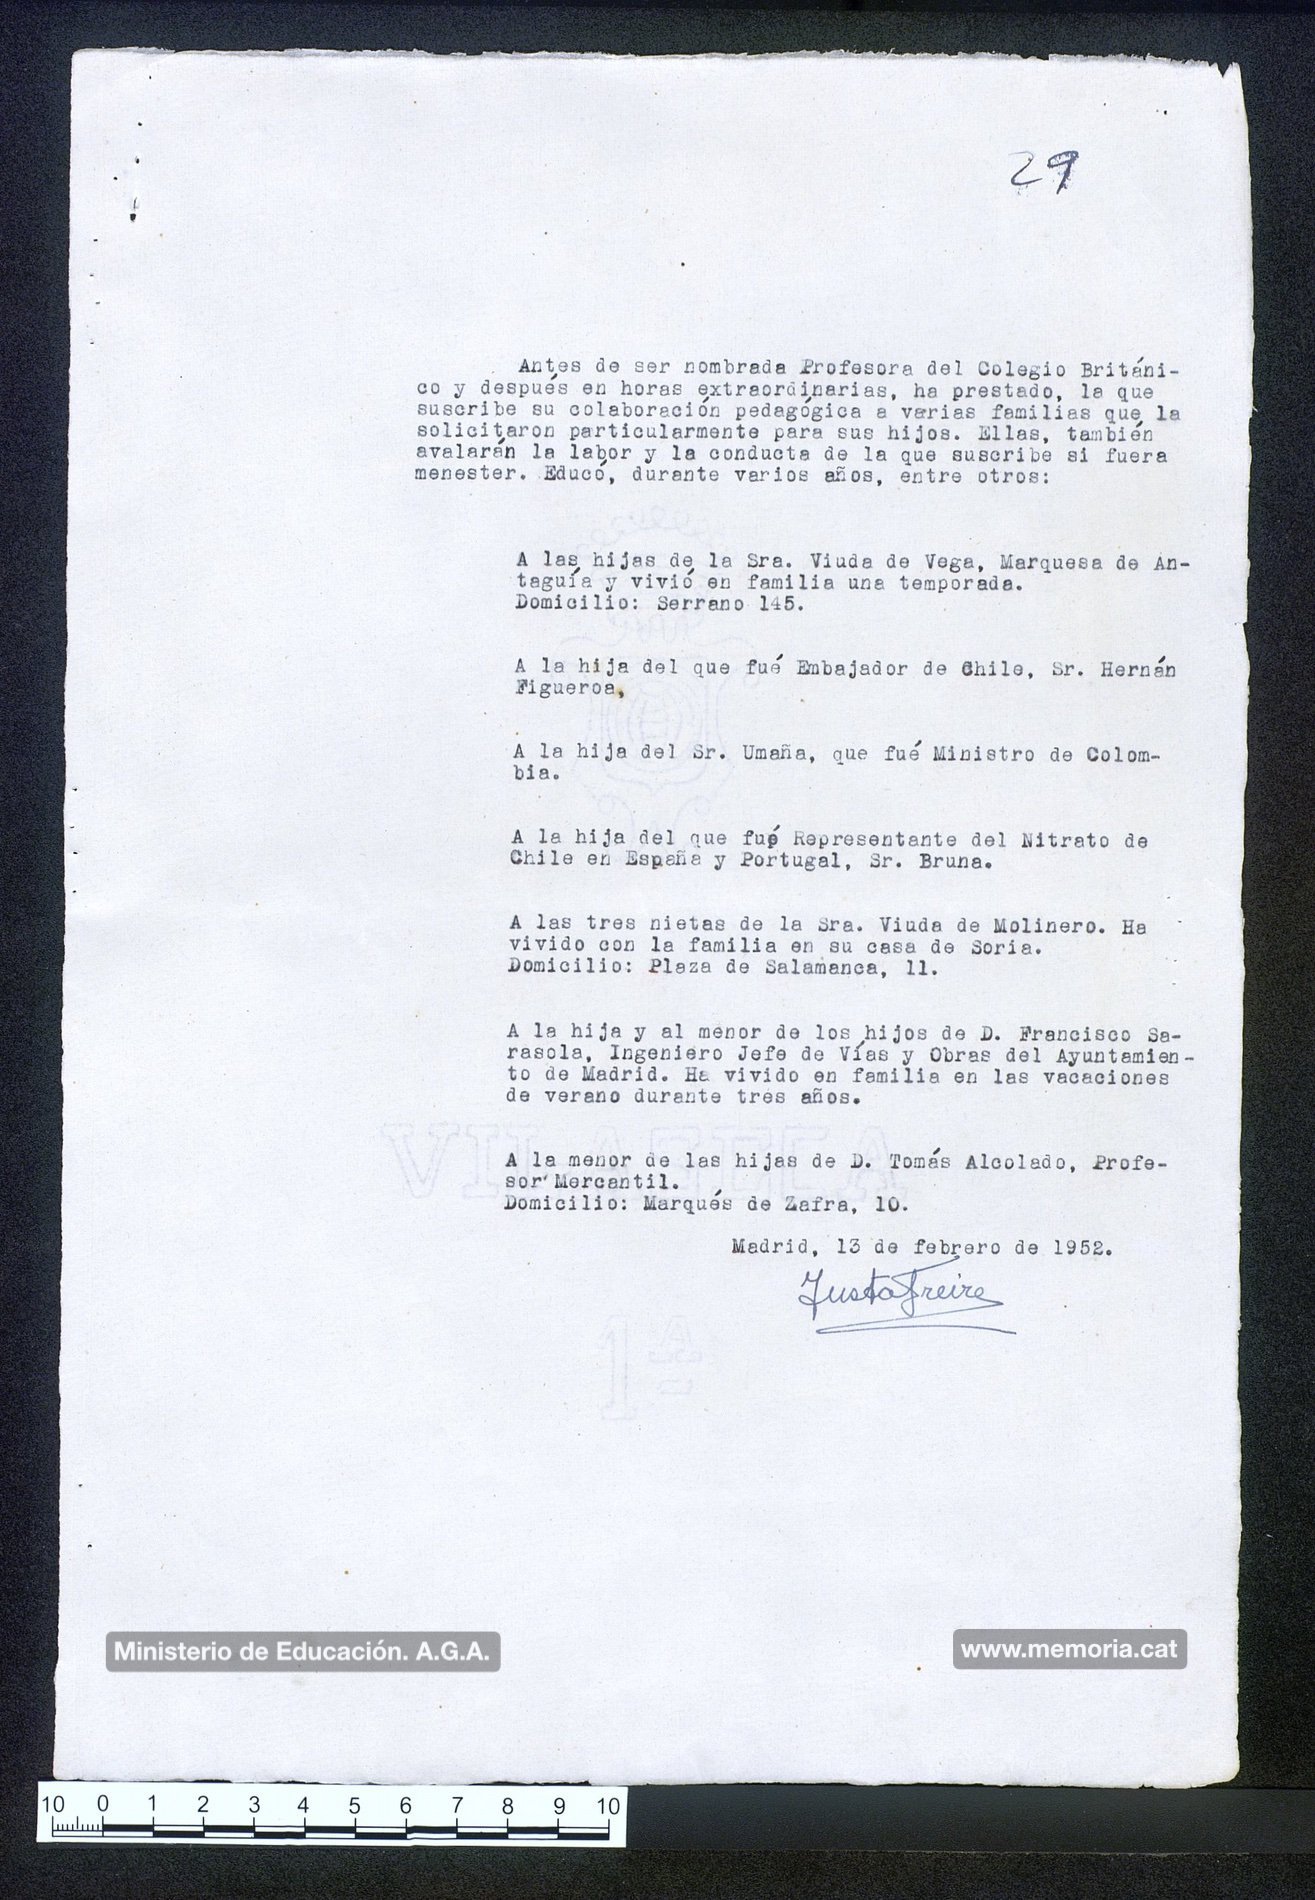 29
Antes de ser nombrada Profesora del Colegio Británi-
co y después en horas extraordinarias, ha prestado, la que
suscribe su colaboración pedagógica a varias familias que la
solicitaron particularmente para sus hijos. Ellas, también
avalarán la labor y la conducta de la que suscribe si fuera
menester. Educó, durante varios años, entre otros:
A las hijas de la Sra. Viuda de Vega, Marquesa de An-
taguía y vivió en familia una temporada.
Domicilio: Serrano 145.
A la hija del que fué Embajador de Chile, Sr. Hernán
Figueroa,
A la hija del Sr. Umaña, que fué Ministro de Colom-
bia.
A la hija del que fué Representante del Nitrato de
Chile en España y Portugal, Sr. Bruna.
A las tres nietas de la Sra. Viuda de Molinero. Ha
vivido con la familia en su casa de Soria.
Domicilio: Plaza de Salamanca, 11.
A la hija y al menor de los hijos de D. Francisco Sa-
rasola, Ingeniero Jefe de Vías y Obras del Ayuntamien-
to de Madrid. Ha vivido en familia en las vacaciones
de verano durante tres años.
A la menor de las hijas de D. Tomás Alcolado, Profe-
sor Mercantil.
Domicilio: Marqués de Zafra, 10.
Madrid, 13 de febrero de 1952.
Justa Freire
VILASECA
1ª
Ministerio de Educación. A.G.A.
www.memoria.cat
10 0 1 2 3 4 5 6 7 8 9 10